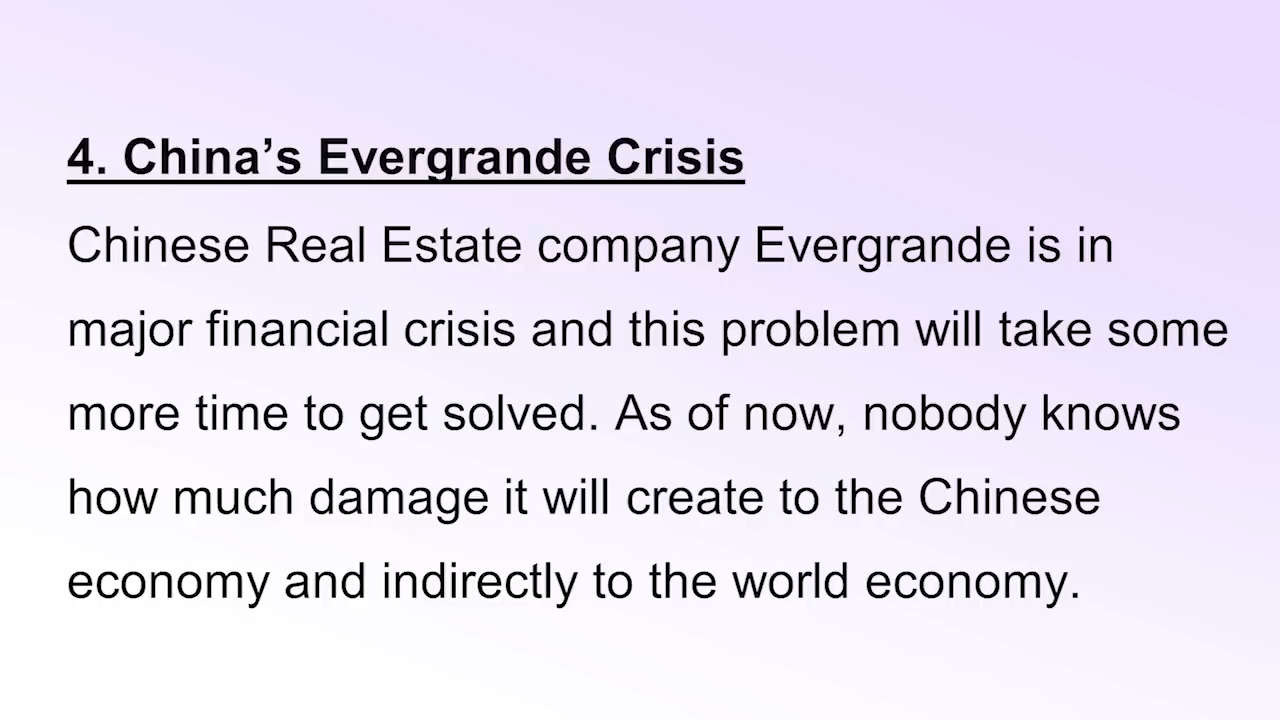 4. China’s Evergrande Crisis
Chinese Real Estate company Evergrande is in
major financial crisis and this problem will take some
more time to get solved. As of now, nobody knows
how much damage it will create to the Chinese
economy and indirectly to the world economy.